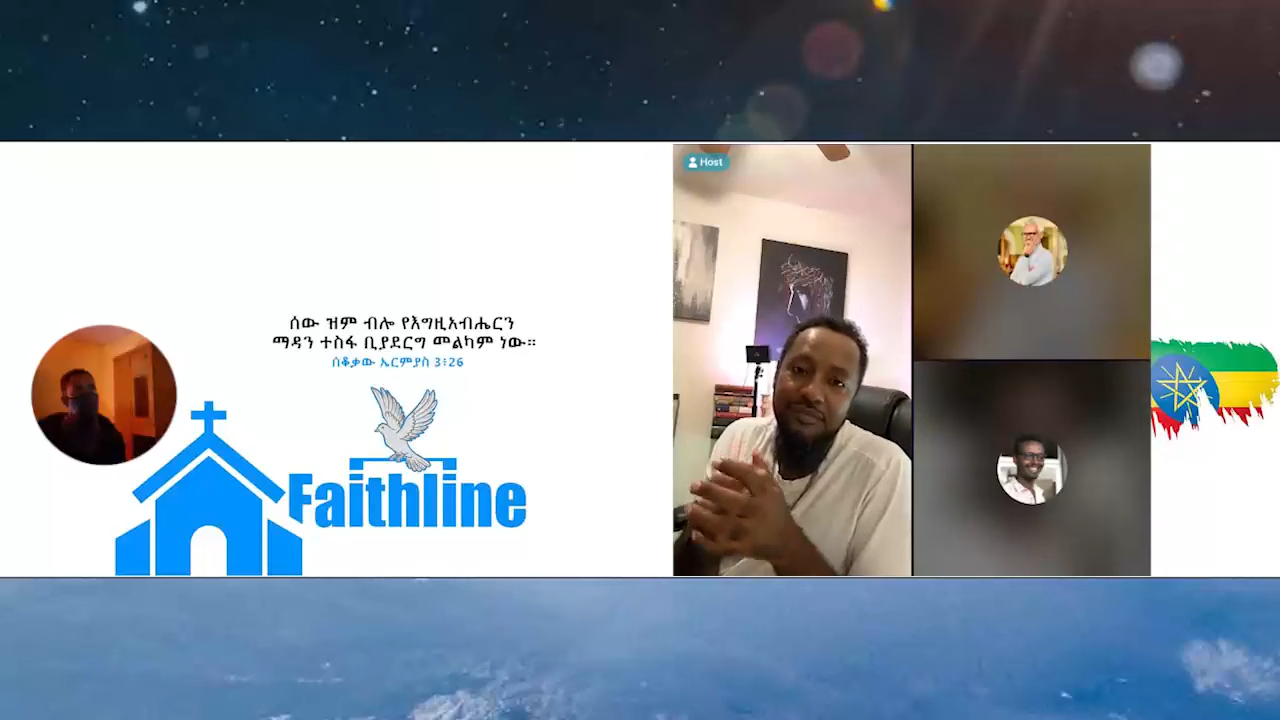 Host
ሰው ዝም ብሎ የእግዚአብሔርን
ማዳን ተስፋ ቢያደርግ መልካም ነው።
ሰቆቃው ኤርምያስ 3፥26
Faithline